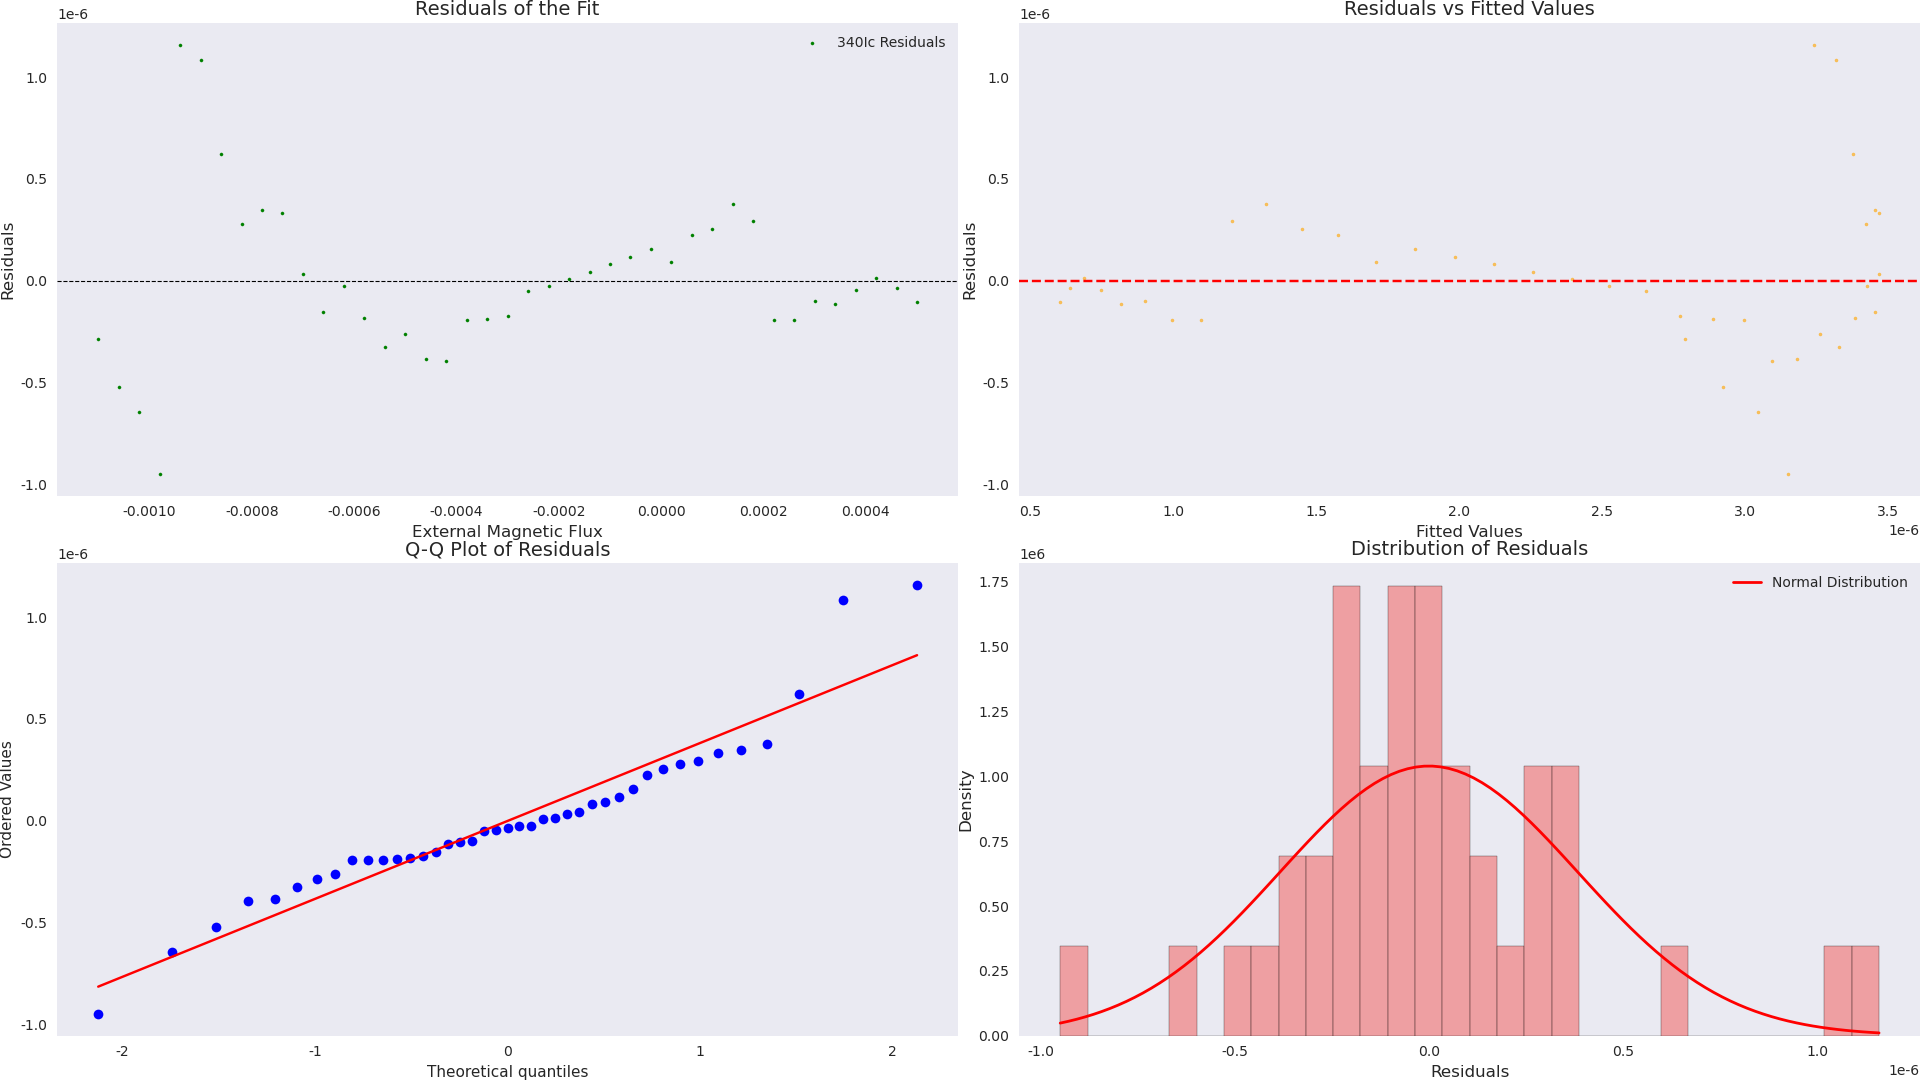 Residuals of the Fit
1e-6
340Ic Residuals
1.0
0.5
0.0
-0.5
-1.0
Residuals
-0.0010 -0.0008 -0.0006 -0.0004 -0.0002 0.0000 0.0002 0.0004
External Magnetic Flux
Residuals vs Fitted Values
1e-6
1.0
0.5
0.0
-0.5
-1.0
Residuals
0.5 1.0 1.5 2.0 2.5 3.0 3.5
1e-6
Fitted Values
Q-Q Plot of Residuals
1e-6
1.0
0.5
0.0
-0.5
-1.0
Ordered Values
-2 -1 0 1 2
Theoretical quantiles
Distribution of Residuals
1e6
Normal Distribution
1.75
1.50
1.25
1.00
0.75
0.50
0.25
0.00
Density
-1.0 -0.5 0.0 0.5 1.0
1e-6
Residuals